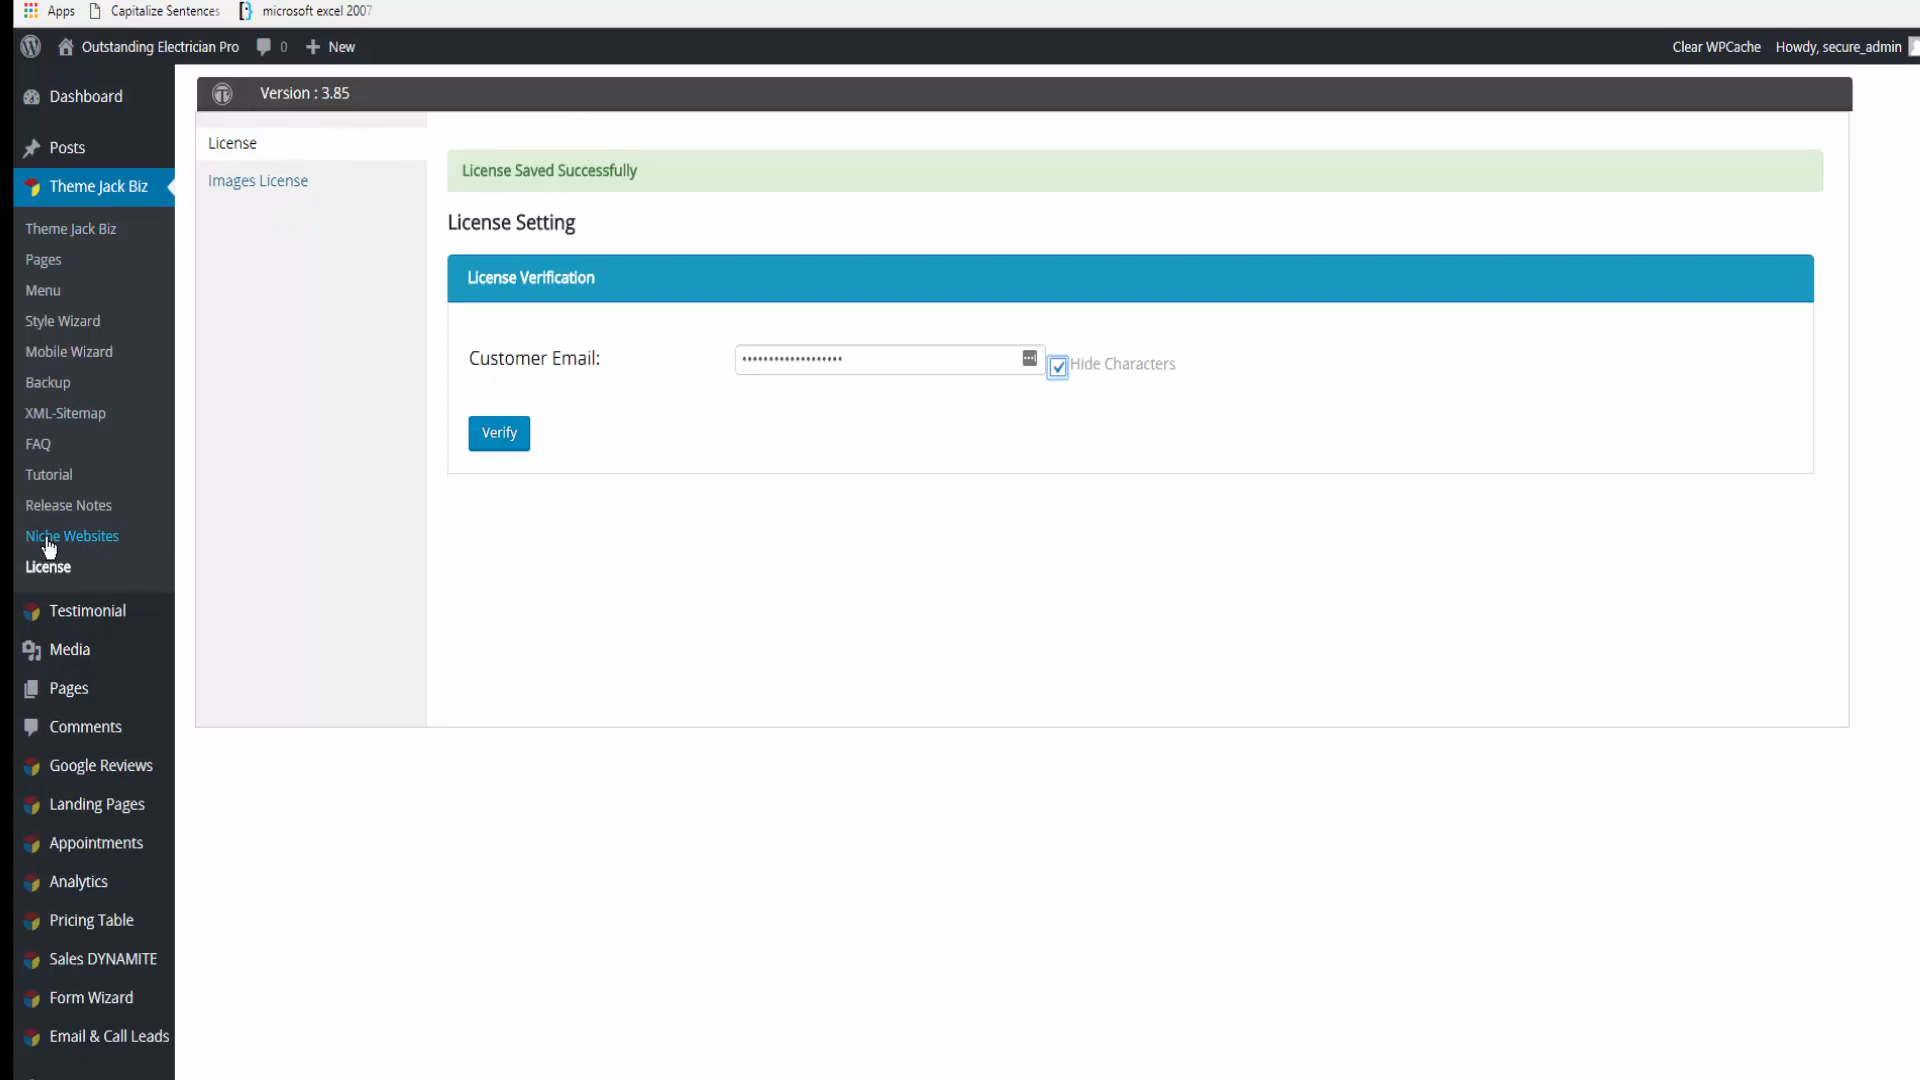 Apps Capitalize Sentences microsoft excel 2007
Outstanding Electrician Pro 0 New Clear WPCache Howdy, secure_admin
Dashboard
Posts
Theme Jack Biz
Theme Jack Biz
Pages
Menu
Style Wizard
Mobile Wizard
Backup
XML-Sitemap
FAQ
Tutorial
Release Notes
Niche Websites
License
Testimonial
Media
Pages
Comments
Google Reviews
Landing Pages
Appointments
Analytics
Pricing Table
Sales DYNAMITE
Form Wizard
Email & Call Leads
Version : 3.85
License
Images License
License Saved Successfully
License Setting
License Verification
Customer Email: ••••••••••••••••••• Hide Characters
Verify